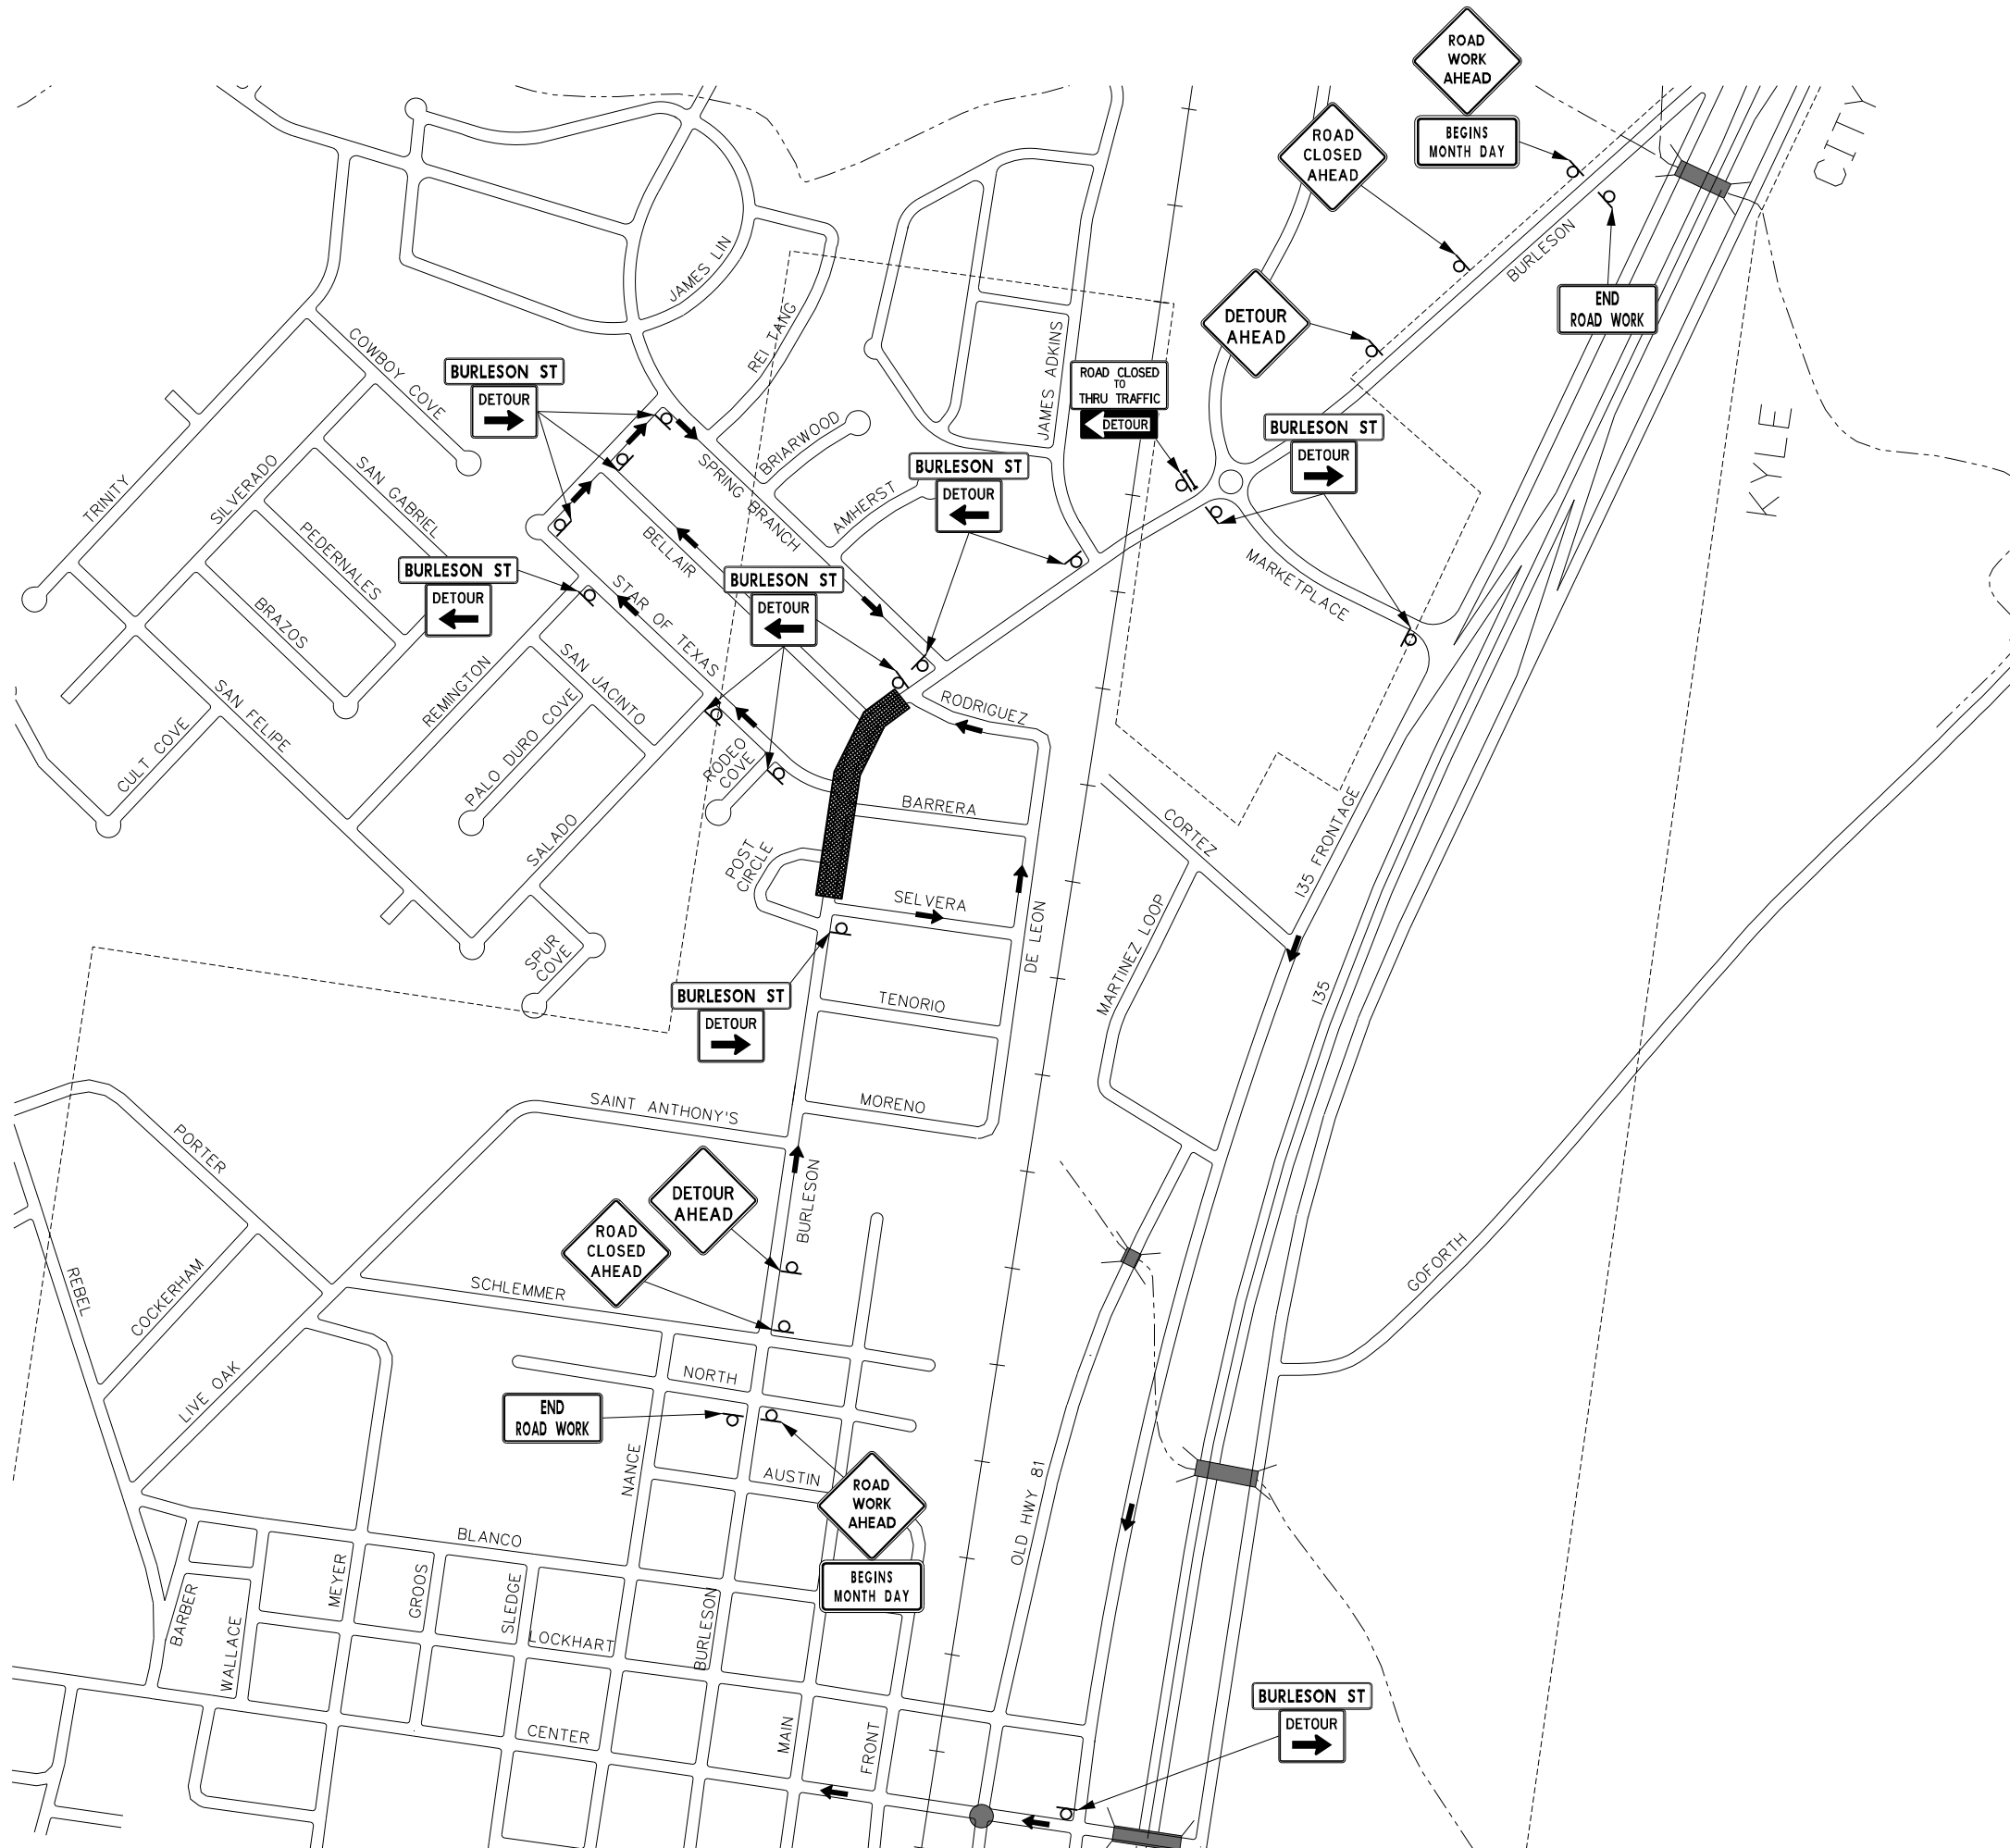 ROAD
WORK
AHEAD
BEGINS
MONTH DAY
CITY
ROAD
CLOSED
AHEAD
BURLESON
JAMES LIN
DETOUR
AHEAD
END
ROAD WORK
REI TANG
COWBOY COVE
JAMES ADKINS
BURLESON ST
DETOUR
ROAD CLOSED
TO
THRU TRAFFIC
DETOUR
KYLE
BURLESON ST
DETOUR
BRIARWOOD
SPRING BRANCH
SAN GABRIEL
SILVERADO
TRINITY
BURLESON ST
DETOUR
AMHERST
PEDERNALES
BELLAIR
MARKETPLACE
BURLESON ST
DETOUR
BURLESON ST
DETOUR
STAR OF TEXAS
BRAZOS
SAN JACINTO
REMINGTON
SAN FELIPE
RODRIGUEZ
PALO DURO COVE
CULT COVE
RODEO
COVE
BARRERA
CORTEZ
I35 FRONTAGE
SALADO
POST
CIRCLE
SELVERA
DE LEON
MARTINEZ LOOP
SPUR
COVE
BURLESON ST
DETOUR
TENORIO
I35
SAINT ANTHONY'S
MORENO
PORTER
DETOUR
AHEAD
BURLESON
ROAD
CLOSED
AHEAD
GOFORTH
REBEL
COCKERHAM
SCHLEMMER
NORTH
LIVE OAK
END
ROAD WORK
NANCE
AUSTIN
ROAD
WORK
AHEAD
BEGINS
MONTH DAY
OLD HWY 81
BLANCO
MEYER
GROOS
SLEDGE
BARBER
WALLACE
LOCKHART
BURLESON
CENTER
MAIN
FRONT
BURLESON ST
DETOUR